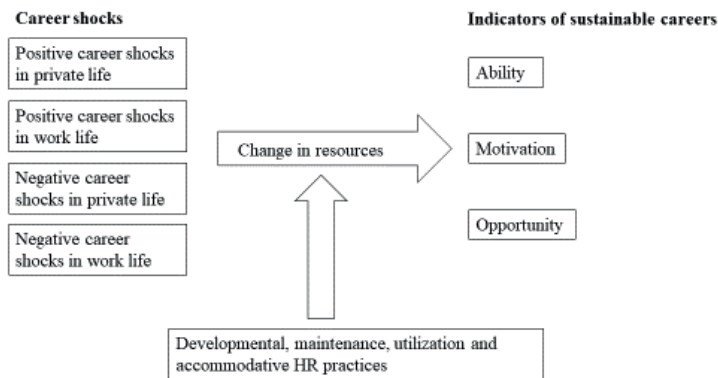 Career shocks
Positive career shocks
in private life
Positive career shocks
in work life
Negative career
shocks in private life
Negative career
shocks in work life
Change in resources
Indicators of sustainable careers
Ability
Motivation
Opportunity
Developmental, maintenance, utilization and
accommodative HR practices